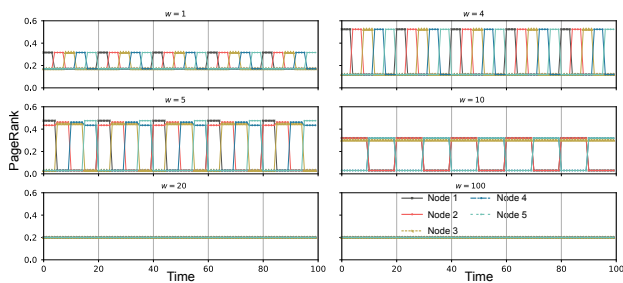 w = 1
w = 4
0.6
0.4
0.2
0.0
w = 5
w = 10
0.6
0.4
0.2
0.0
w = 20
w = 100
0.6
0.4
0.2
0.0
PageRank
Node 1
Node 2
Node 3
Node 4
Node 5
0 20 40 60 80 100
0 20 40 60 80 100
Time
Time